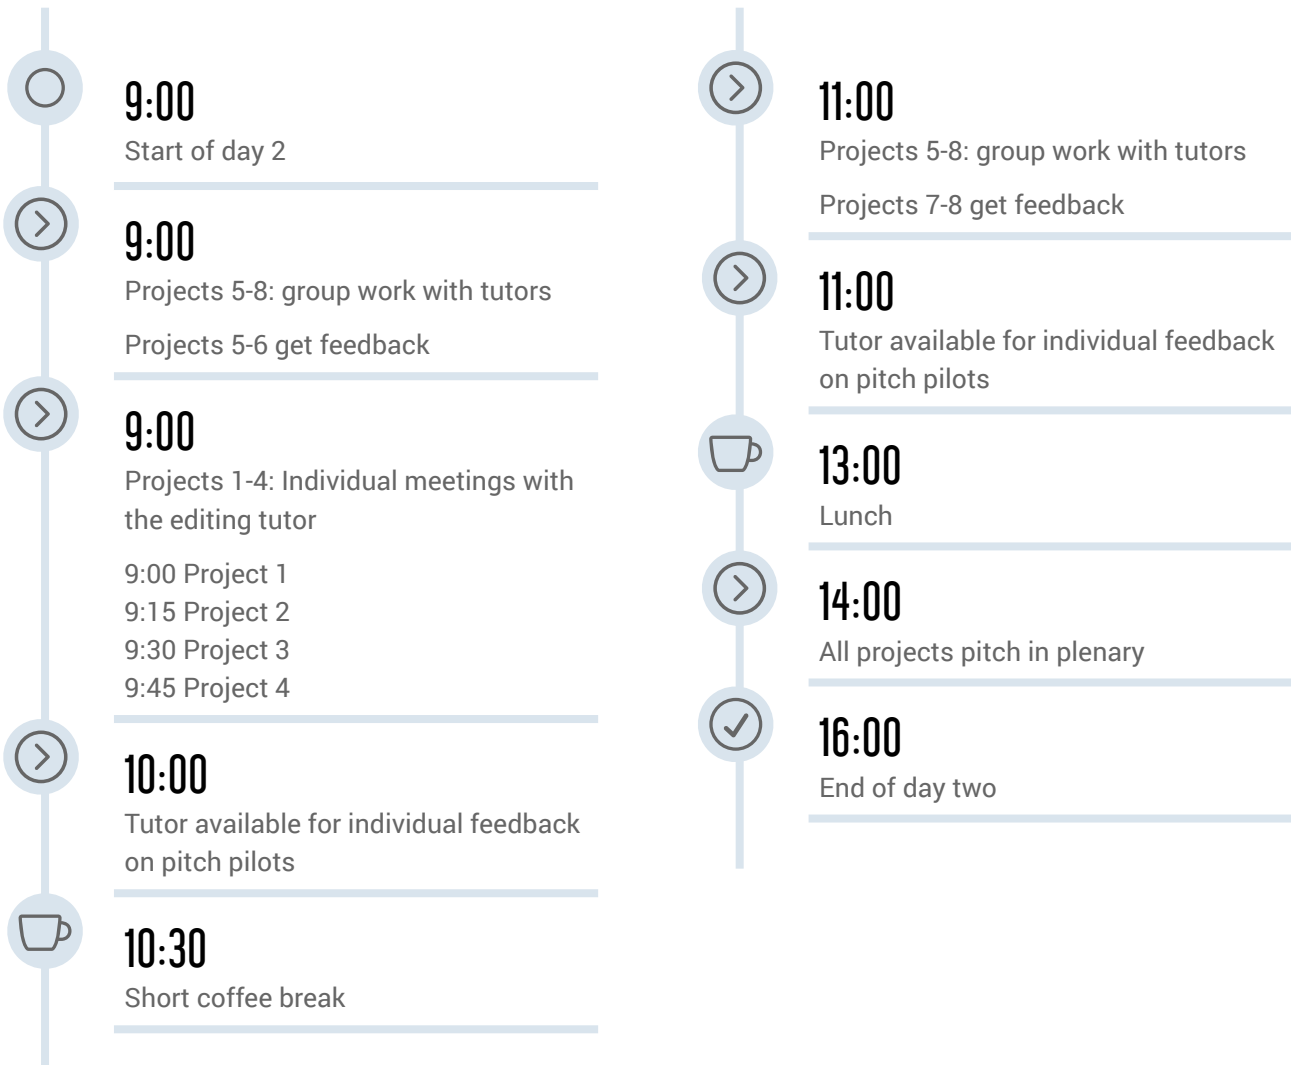 9:00
Start of day 2
9:00
Projects 5-8: group work with tutors
Projects 5-6 get feedback
9:00
Projects 1-4: Individual meetings with
the editing tutor
9:00 Project 1
9:15 Project 2
9:30 Project 3
9:45 Project 4
10:00
Tutor available for individual feedback
on pitch pilots
10:30
Short coffee break
11:00
Projects 5-8: group work with tutors
Projects 7-8 get feedback
11:00
Tutor available for individual feedback
on pitch pilots
13:00
Lunch
14:00
All projects pitch in plenary
16:00
End of day two